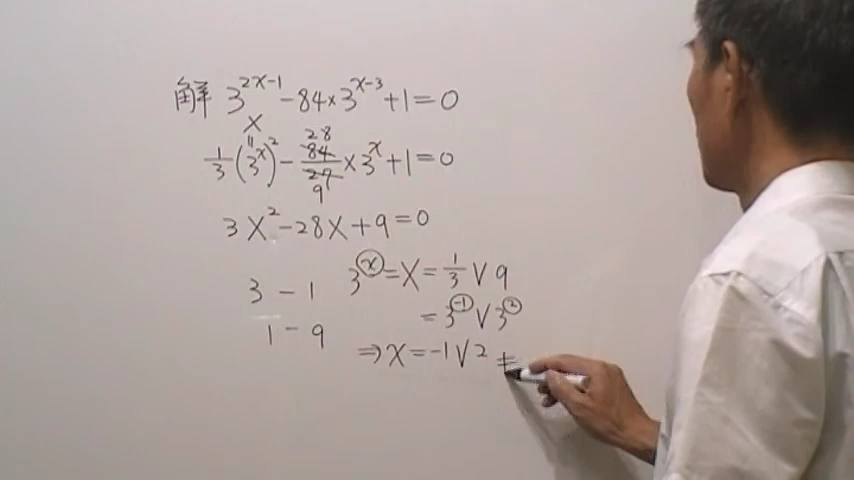 解 3^{2x-1} - 84×3^{x-3} + 1 = 0
X
1/3 (3^x)^2 - 84/27 × 3^x + 1 = 0
28
9
3X^2 - 28X + 9 = 0
3^x = X = 1/3 ∨ 9
3 - 1
= 3^{-1} ∨ 3^2
1 - 9
⇒ x = -1 ∨ 2 #